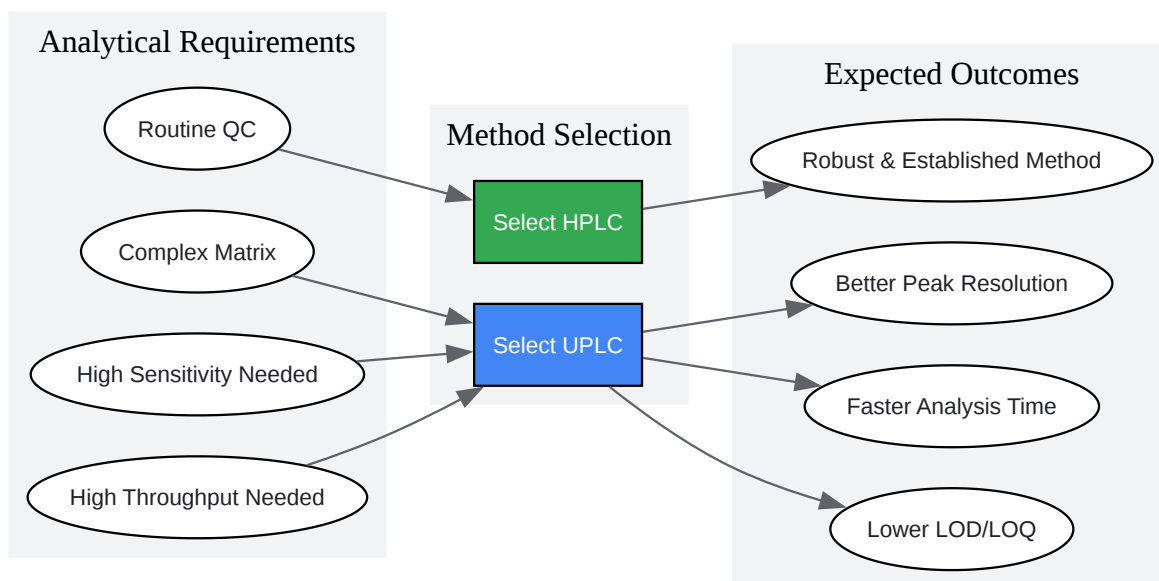 Analytical Requirements
Routine QC
Complex Matrix
High Sensitivity Needed
High Throughput Needed
Method Selection
Select HPLC
Select UPLC
Expected Outcomes
Robust & Established Method
Better Peak Resolution
Faster Analysis Time
Lower LOD/LOQ